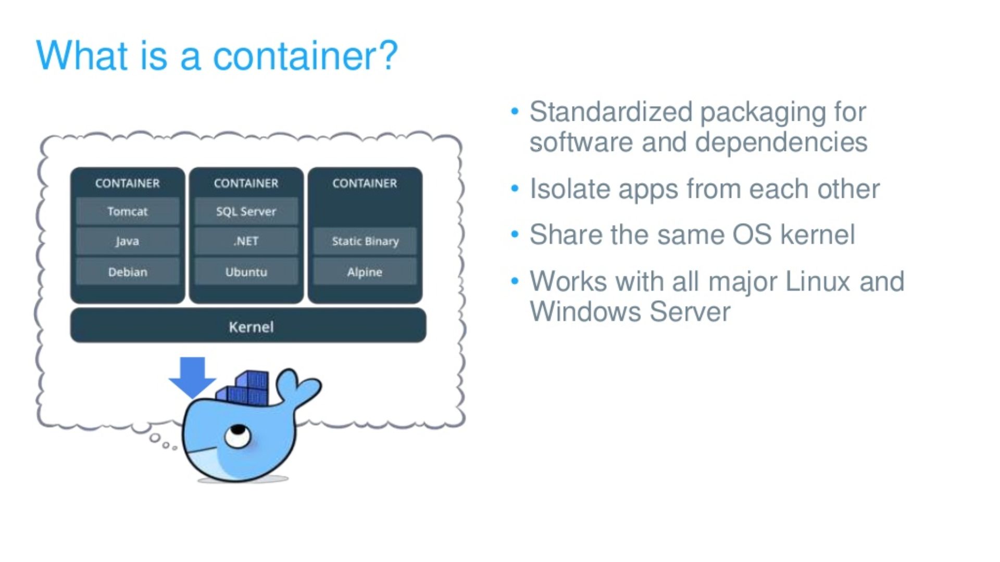 What is a container?
CONTAINER
Tomcat
Java
Debian
CONTAINER
SQL Server
.NET
Ubuntu
CONTAINER
Static Binary
Alpine
Kernel
• Standardized packaging for
software and dependencies
• Isolate apps from each other
• Share the same OS kernel
• Works with all major Linux and
Windows Server